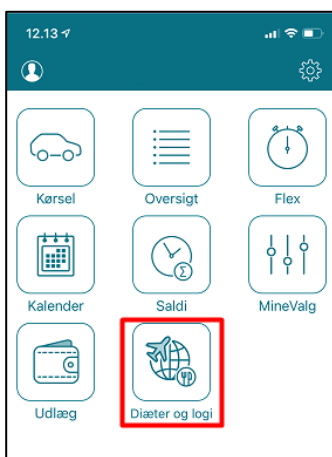 12.13
Kørsel Oversigt Flex
Kalender Saldi MineValg
Σ
Udlæg Diæter og logi